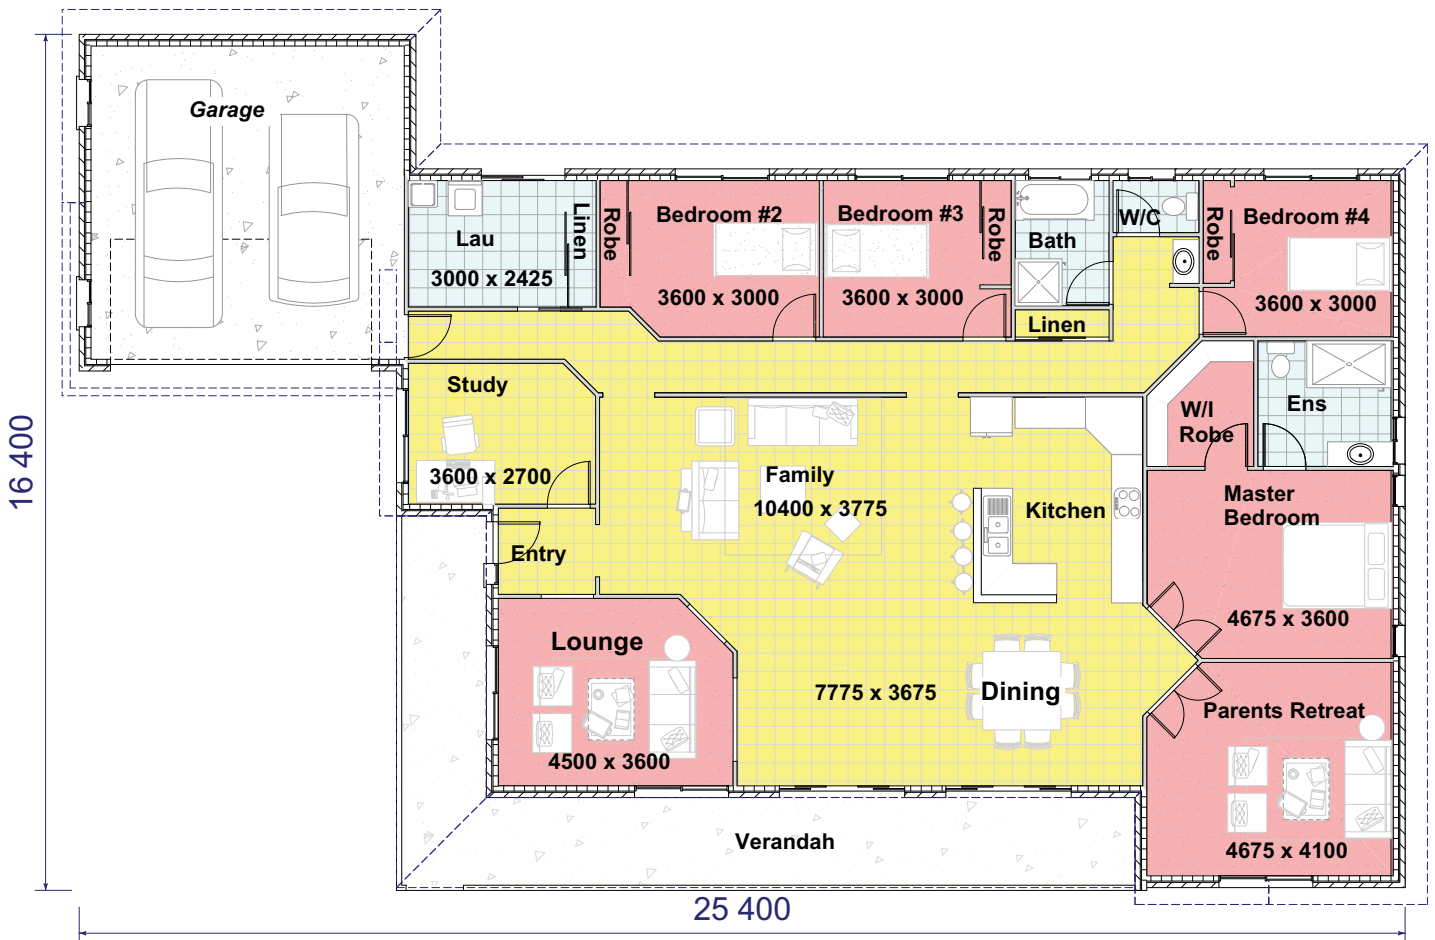 Garage
Lau
3000 x 2425
Linen
Robe
Bedroom #2
3600 x 3000
Bedroom #3
3600 x 3000
Robe
Bath
Linen
W/C
Robe
Bedroom #4
3600 x 3000
Study
3600 x 2700
Entry
Family
10400 x 3775
Kitchen
W/I
Robe
Ens
Master
Bedroom
4675 x 3600
Lounge
4500 x 3600
7775 x 3675
Dining
Parents Retreat
4675 x 4100
Verandah
16 400
25 400